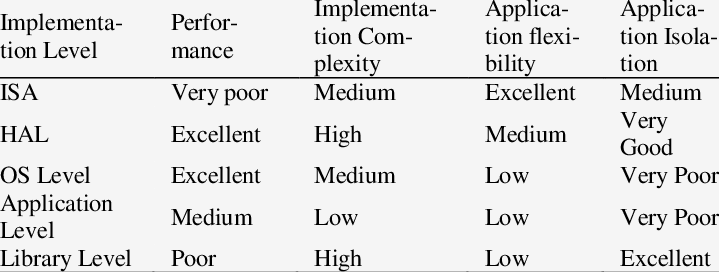 Implementa-
tion Level
Perfor-
mance
Implementa-
tion Com-
plexity
Applica-
tion flexi-
bility
Applica-
tion Isola-
tion
ISA Very poor Medium Excellent Medium
HAL Excellent High Medium Very
Good
OS Level Excellent Medium Low Very Poor
Application
Level Medium Low Low Very Poor
Library Level Poor High Low Excellent